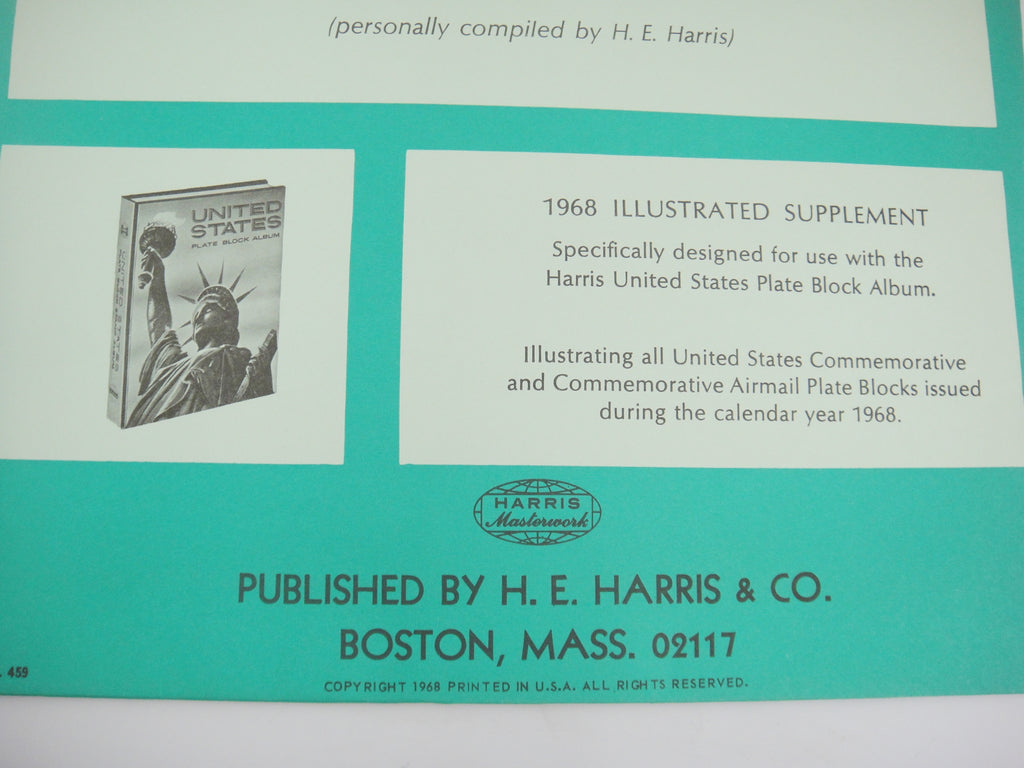 (personally compiled by H. E. Harris)
UNITED
STATES
PLATE BLOCK ALBUM
H
UNITED STATES
1968 ILLUSTRATED SUPPLEMENT
Specifically designed for use with the
Harris United States Plate Block Album.
Illustrating all United States Commemorative
and Commemorative Airmail Plate Blocks issued
during the calendar year 1968.
HARRIS
Masterwork
PUBLISHED BY H. E. HARRIS & CO.
BOSTON, MASS. 02117
. 459
COPYRIGHT 1968 PRINTED IN U.S.A. ALL RIGHTS RESERVED.